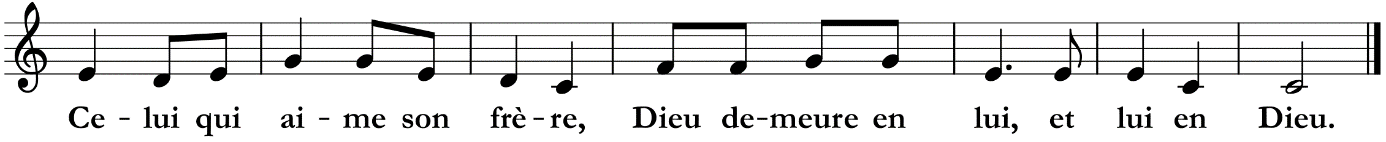 Ce - lui qui ai - me son frè - re, Dieu de-meure en lui, et lui en Dieu.